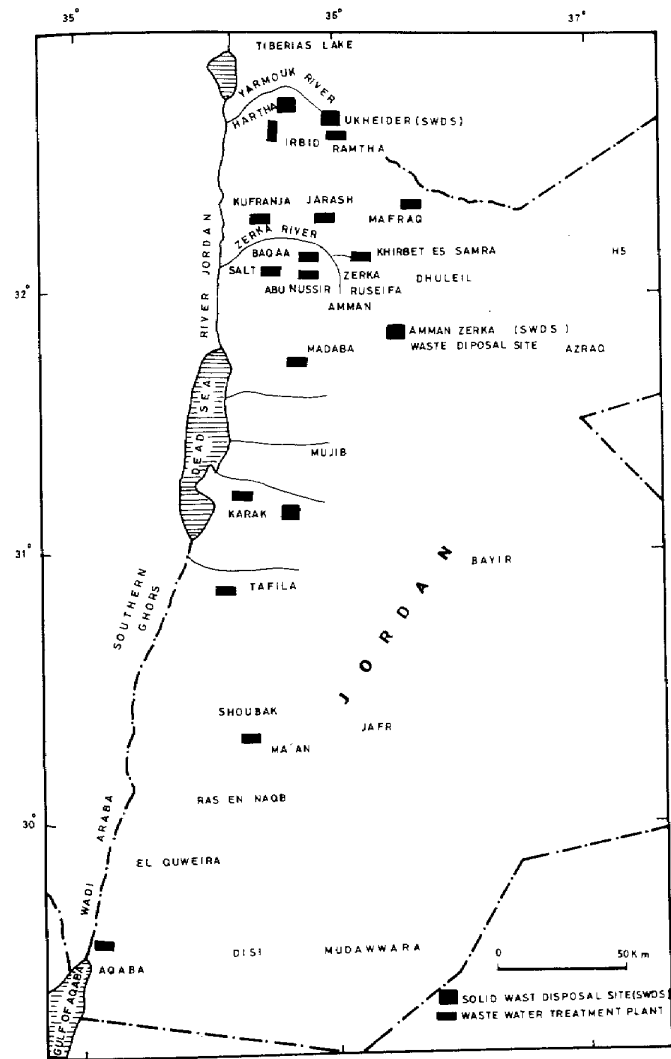 35°
36°
37°
TIBERIAS LAKE
YARMOUK RIVER
HARTHA
UKHEIDER (SWDS)
IRBID
RAMTHA
KUFRANJA
JARASH
MAFRAQ
ZERKA RIVER
BAQAA
KHIRBET ES SAMRA
H5
SALT
ZERKA
DHULEIL
ABU NUSSIR
RUSEIFA
32°
AMMAN
RIVER JORDAN
AMMAN ZERKA (SWDS)
WASTE DIPOSAL SITE
AZRAQ
MADABA
DEAD SEA
MUJIB
KARAK
31°
BAYIR
TAFILA
SOUTHERN
GHORS
JORDAN
SHOUBAK
JAFR
MA'AN
RAS EN NAQB
30°
WADI ARABA
EL QUWEIRA
DISI
MUDAWWARA
0
50 Km
AQABA
GULF OF AQABA
SOLID WAST DISPOSAL SITE(SWDS)
WASTE WATER TREATMENT PLANT